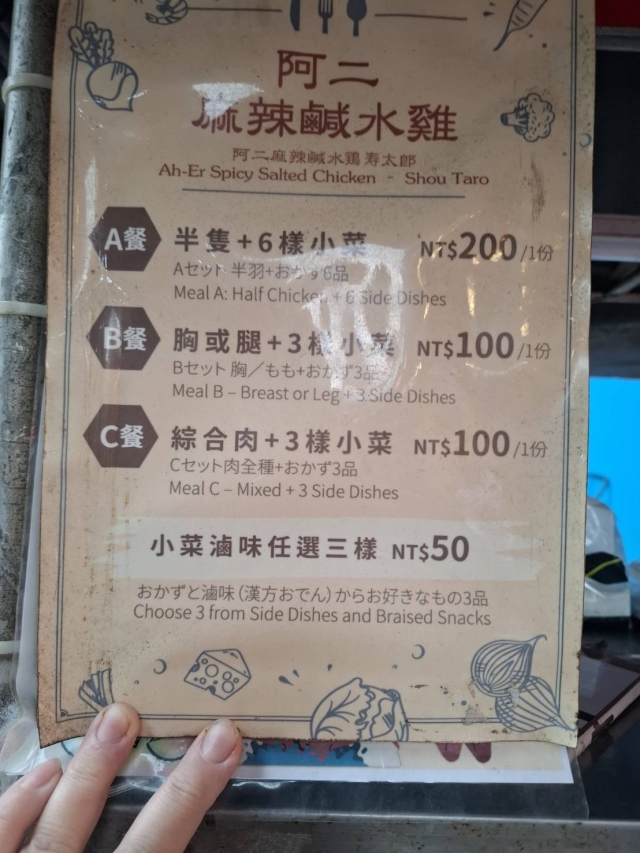 阿二
麻辣鹹水雞
阿二麻辣鹹水鶏 寿太郎
Ah-Er Spicy Salted Chicken - Shou Taro
A餐 半隻+6樣小菜 NT$200/1份
Aセット 半羽+おかず6品
Meal A: Half Chicken + 6 Side Dishes
B餐 胸或腿+3樣小菜 NT$100/1份
Bセット 胸／もも+おかず3品
Meal B – Breast or Leg + 3 Side Dishes
C餐 綜合肉+3樣小菜 NT$100/1份
Cセット肉全種+おかず3品
Meal C – Mixed + 3 Side Dishes
小菜滷味任選三樣 NT$50
おかずと滷味（漢方おでん）からお好きなもの3品
Choose 3 from Side Dishes and Braised Snacks